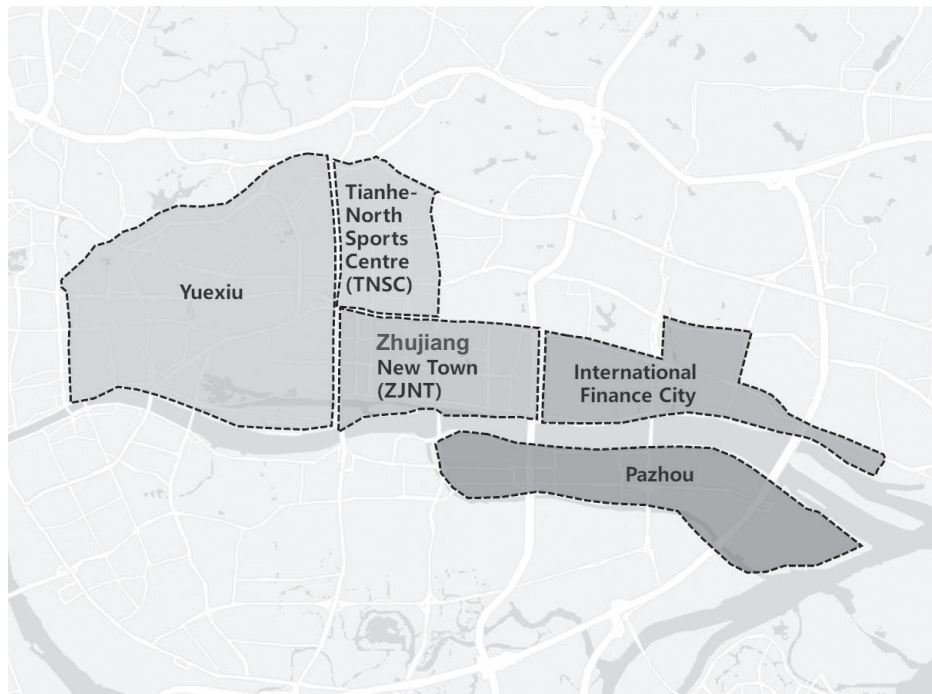 Tianhe-
North
Sports
Centre
(TNSC)
Yuexiu
Zhujiang
New Town
(ZJNT)
International
Finance City
Pazhou